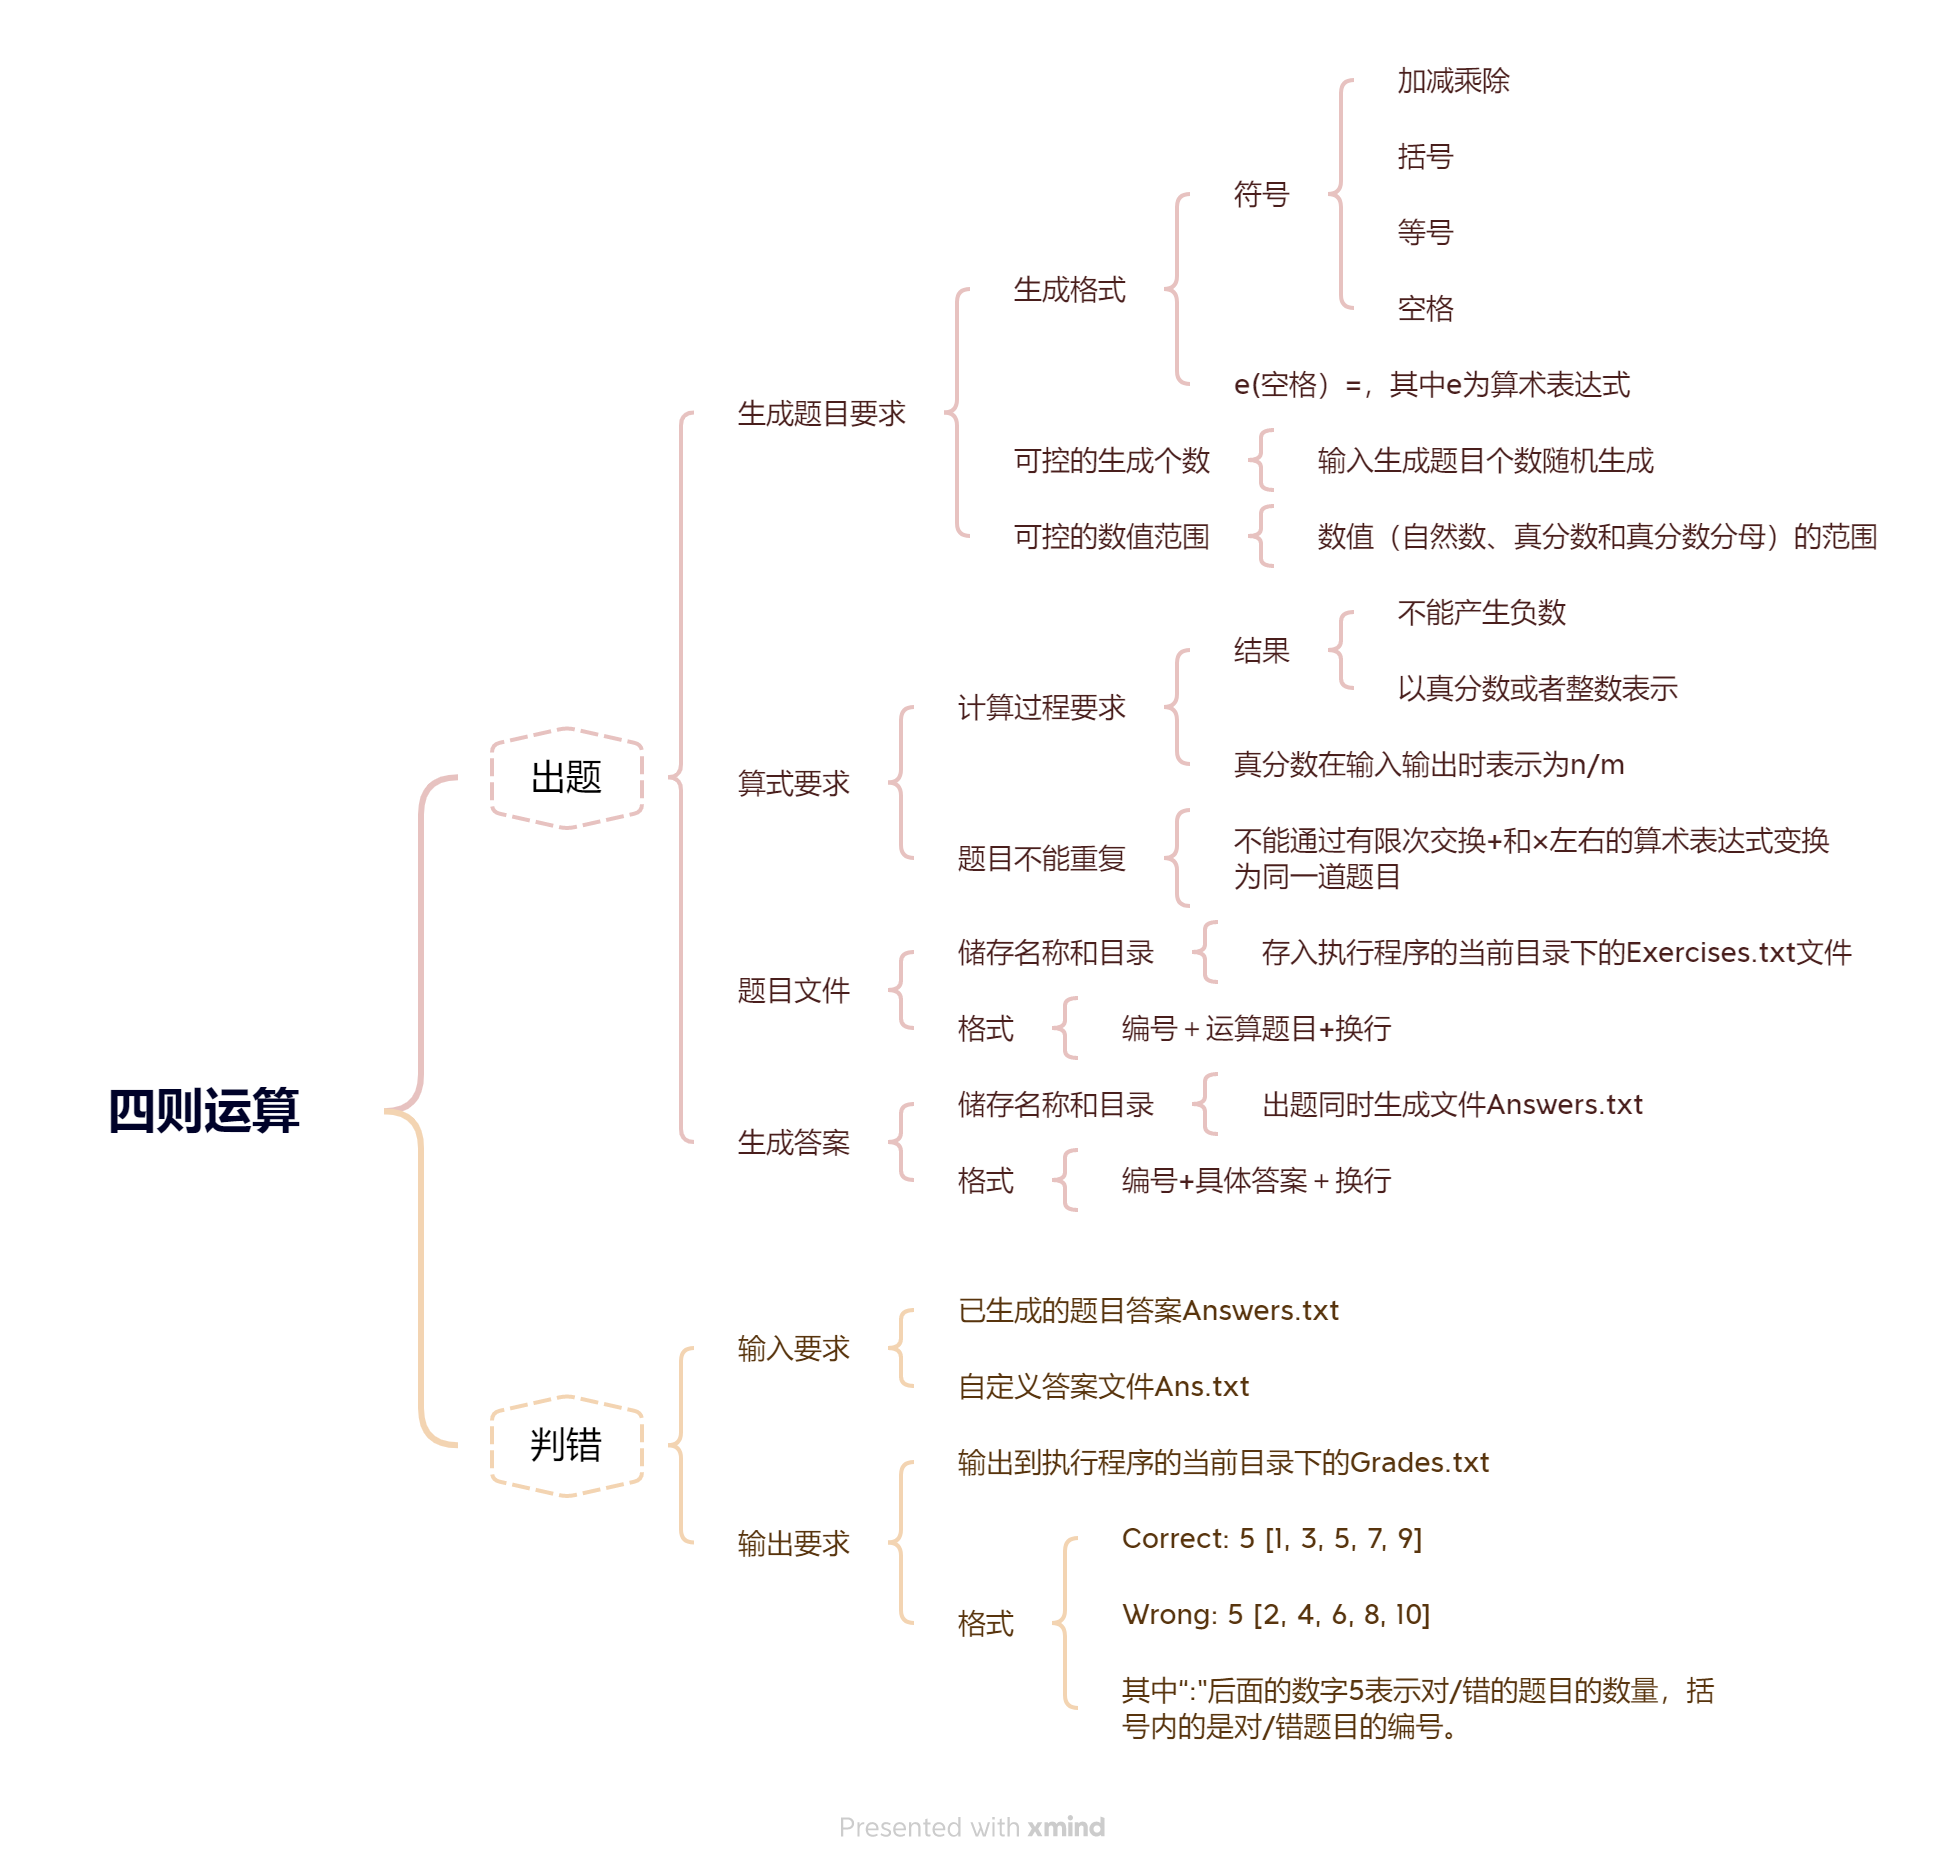 四则运算
出题
生成题目要求
生成格式
符号
加减乘除
括号
等号
空格
e(空格）=，其中e为算术表达式
可控的生成个数
输入生成题目个数随机生成
可控的数值范围
数值（自然数、真分数和真分数分母）的范围
算式要求
计算过程要求
结果
不能产生负数
以真分数或者整数表示
真分数在输入输出时表示为n/m
题目不能重复
不能通过有限次交换+和×左右的算术表达式变换
为同一道题目
题目文件
储存名称和目录
存入执行程序的当前目录下的Exercises.txt文件
格式
编号＋运算题目+换行
生成答案
储存名称和目录
出题同时生成文件Answers.txt
格式
编号+具体答案＋换行
判错
输入要求
已生成的题目答案Answers.txt
自定义答案文件Ans.txt
输出要求
输出到执行程序的当前目录下的Grades.txt
格式
Correct: 5 [1, 3, 5, 7, 9]
Wrong: 5 [2, 4, 6, 8, 10]
其中“:"后面的数字5表示对/错的题目的数量，括
号内的是对/错题目的编号。
Presented with xmind